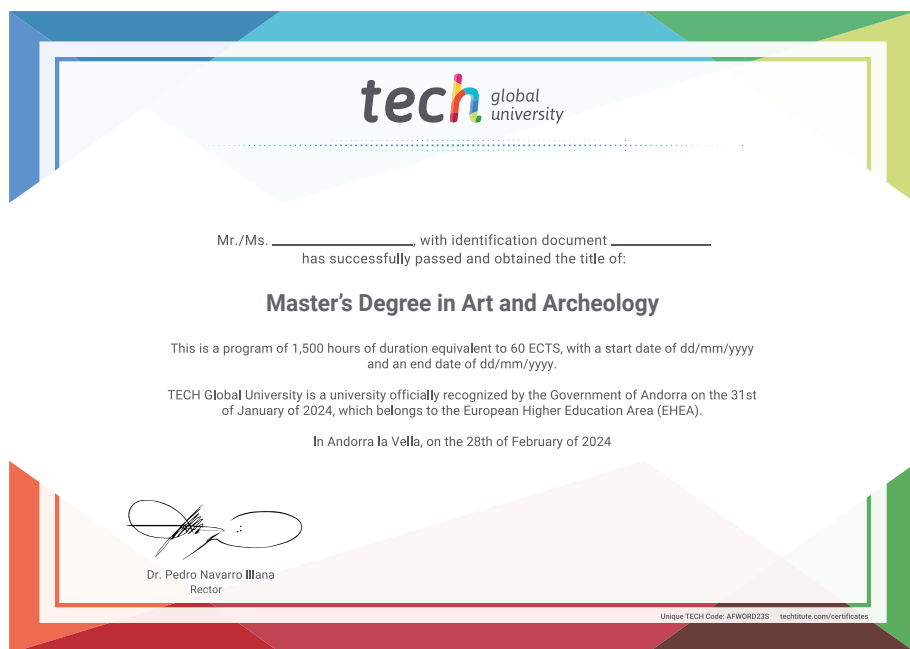 tech global university
Mr./Ms. ____________________, with identification document ______________
has successfully passed and obtained the title of:
Master's Degree in Art and Archeology
This is a program of 1,500 hours of duration equivalent to 60 ECTS, with a start date of dd/mm/yyyy
and an end date of dd/mm/yyyy.
TECH Global University is a university officially recognized by the Government of Andorra on the 31st
of January of 2024, which belongs to the European Higher Education Area (EHEA).
In Andorra la Vella, on the 28th of February of 2024
Dr. Pedro Navarro Illana
Rector
Unique TECH Code: AFWORD23S techtitute.com/certificates